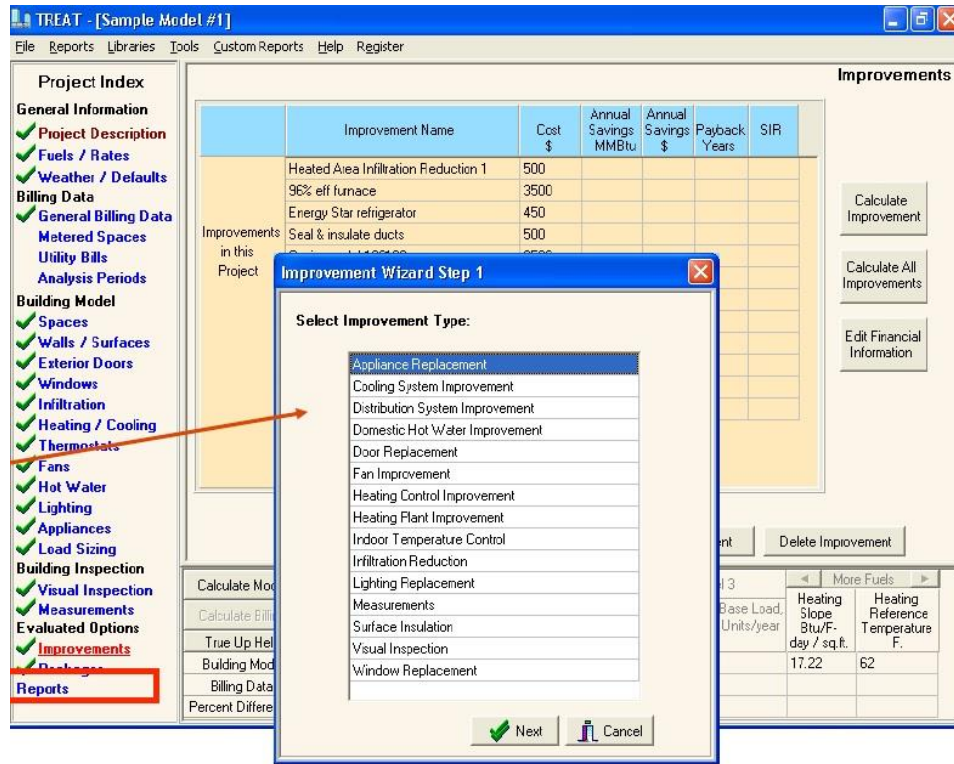 TREAT - [Sample Model #1]
File Reports Libraries Tools Custom Reports Help Register
Project Index
General Information
Project Description
Fuels / Rates
Weather / Defaults
Billing Data
General Billing Data
Metered Spaces
Utility Bills
Analysis Periods
Building Model
Spaces
Walls / Surfaces
Exterior Doors
Windows
Infiltration
Heating / Cooling
Thermostats
Fans
Hot Water
Lighting
Appliances
Load Sizing
Building Inspection
Visual Inspection
Measurements
Evaluated Options
Improvements
Packages
Reports
Improvements
Improvement Name
Cost $
Annual Savings MMBtu
Annual Savings $
Payback Years
SIR
Improvements in this Project
Heated Area Infiltration Reduction 1 500
96% eff furnace 3500
Energy Star refrigerator 450
Seal & insulate ducts 500
Calculate Improvement
Calculate All Improvements
Edit Financial Information
Delete Improvement
Improvement Wizard Step 1
Select Improvement Type:
Appliance Replacement
Cooling System Improvement
Distribution System Improvement
Domestic Hot Water Improvement
Door Replacement
Fan Improvement
Heating Control Improvement
Heating Plant Improvement
Indoor Temperature Control
Infiltration Reduction
Lighting Replacement
Measurements
Surface Insulation
Visual Inspection
Window Replacement
Next
Cancel
Calculate Mod
Calculate Billi
True Up Hel
Building Mod
Billing Data
Percent Differe
More Fuels
Base Load,
Units/year
Heating Slope Btu/F-day / sq.ft.
Heating Reference Temperature F.
17.22 62